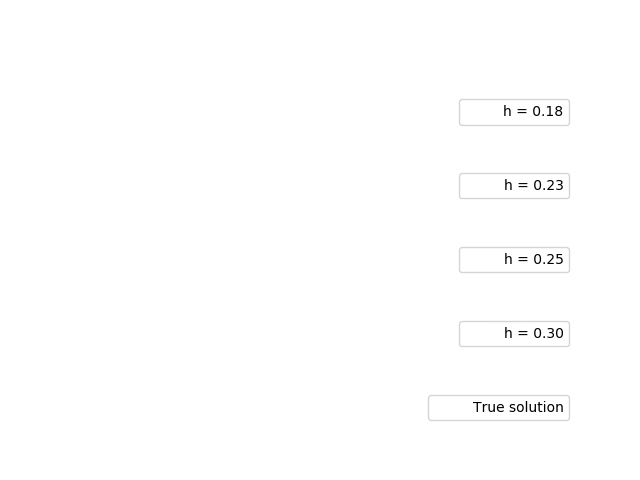 h = 0.18
h = 0.23
h = 0.25
h = 0.30
True solution